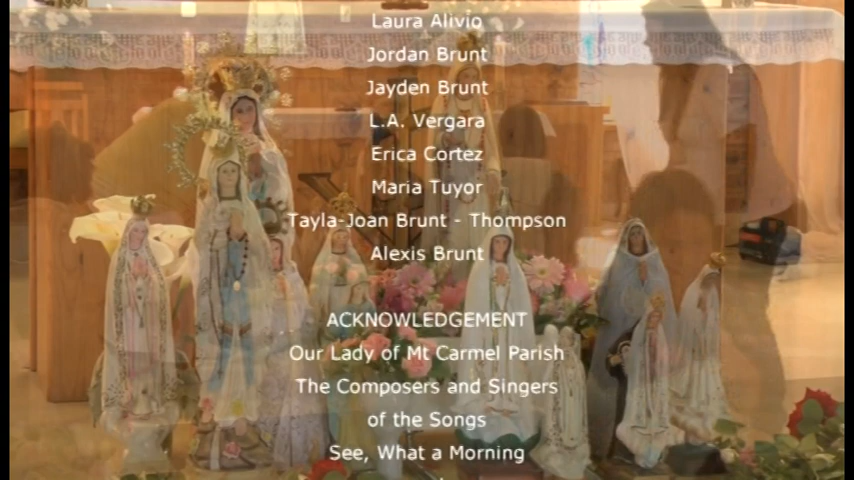 Laura Alivio
Jordan Brunt
Jayden Brunt
L.A. Vergara
Erica Cortez
Maria Tuyor
Tayla-Joan Brunt - Thompson
Alexis Brunt
ACKNOWLEDGEMENT
Our Lady of Mt Carmel Parish
The Composers and Singers
of the Songs
See, What a Morning